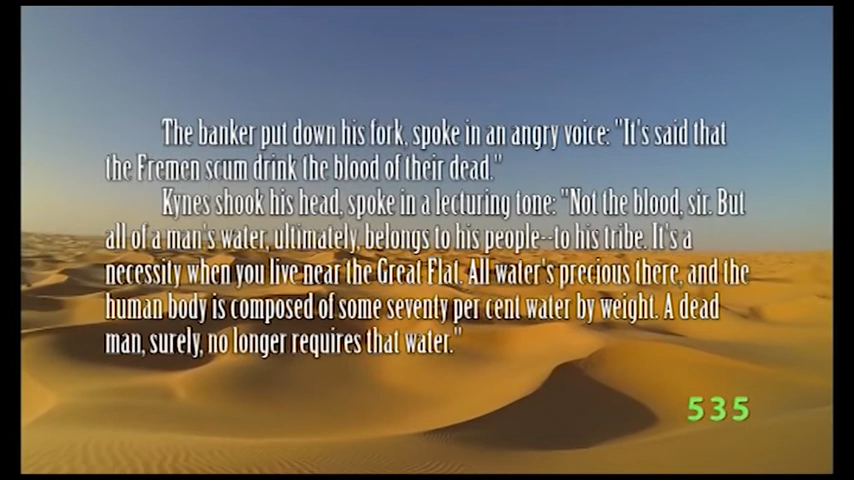 The banker put down his fork, spoke in an angry voice: "It's said that
the Fremen scum drink the blood of their dead."
Kynes shook his head, spoke in a lecturing tone: "Not the blood, sir. But
all of a man's water, ultimately, belongs to his people--to his tribe. It's a
necessity when you live near the Great Flat. All water's precious there, and the
human body is composed of some seventy per cent water by weight. A dead
man, surely, no longer requires that water."
535